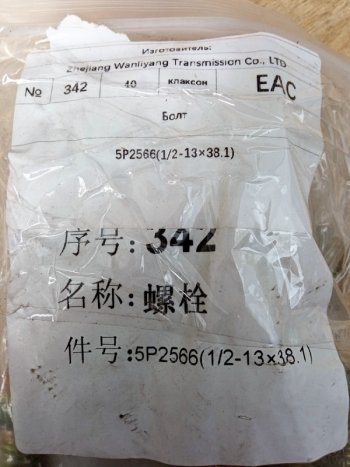 Изготовитель:
Zhejiang Wanliyang Transmission Co., LTD
№ 342 40 клаксон EAC
Болт
5P2566(1/2-13×38.1)
序号:342
名称:螺栓
件号:5P2566(1/2-13×38.1)